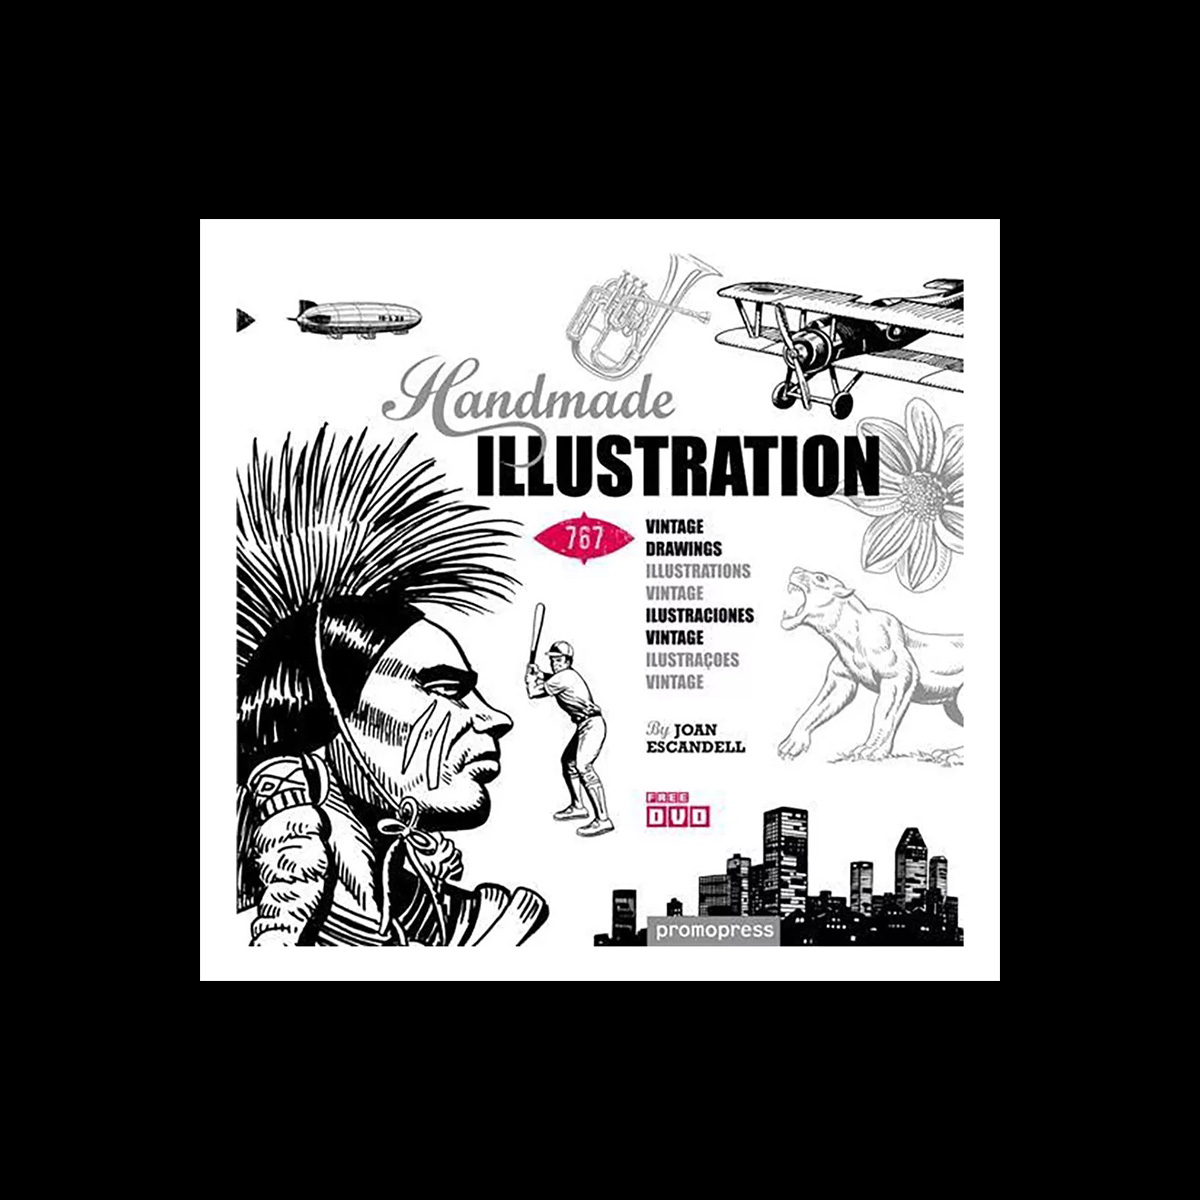 Handmade
ILLUSTRATION
767
VINTAGE
DRAWINGS
ILLUSTRATIONS
VINTAGE
ILUSTRACIONES
VINTAGE
ILUSTRAÇOES
VINTAGE
By JOAN
ESCANDELL
FREE
DVD
promopress